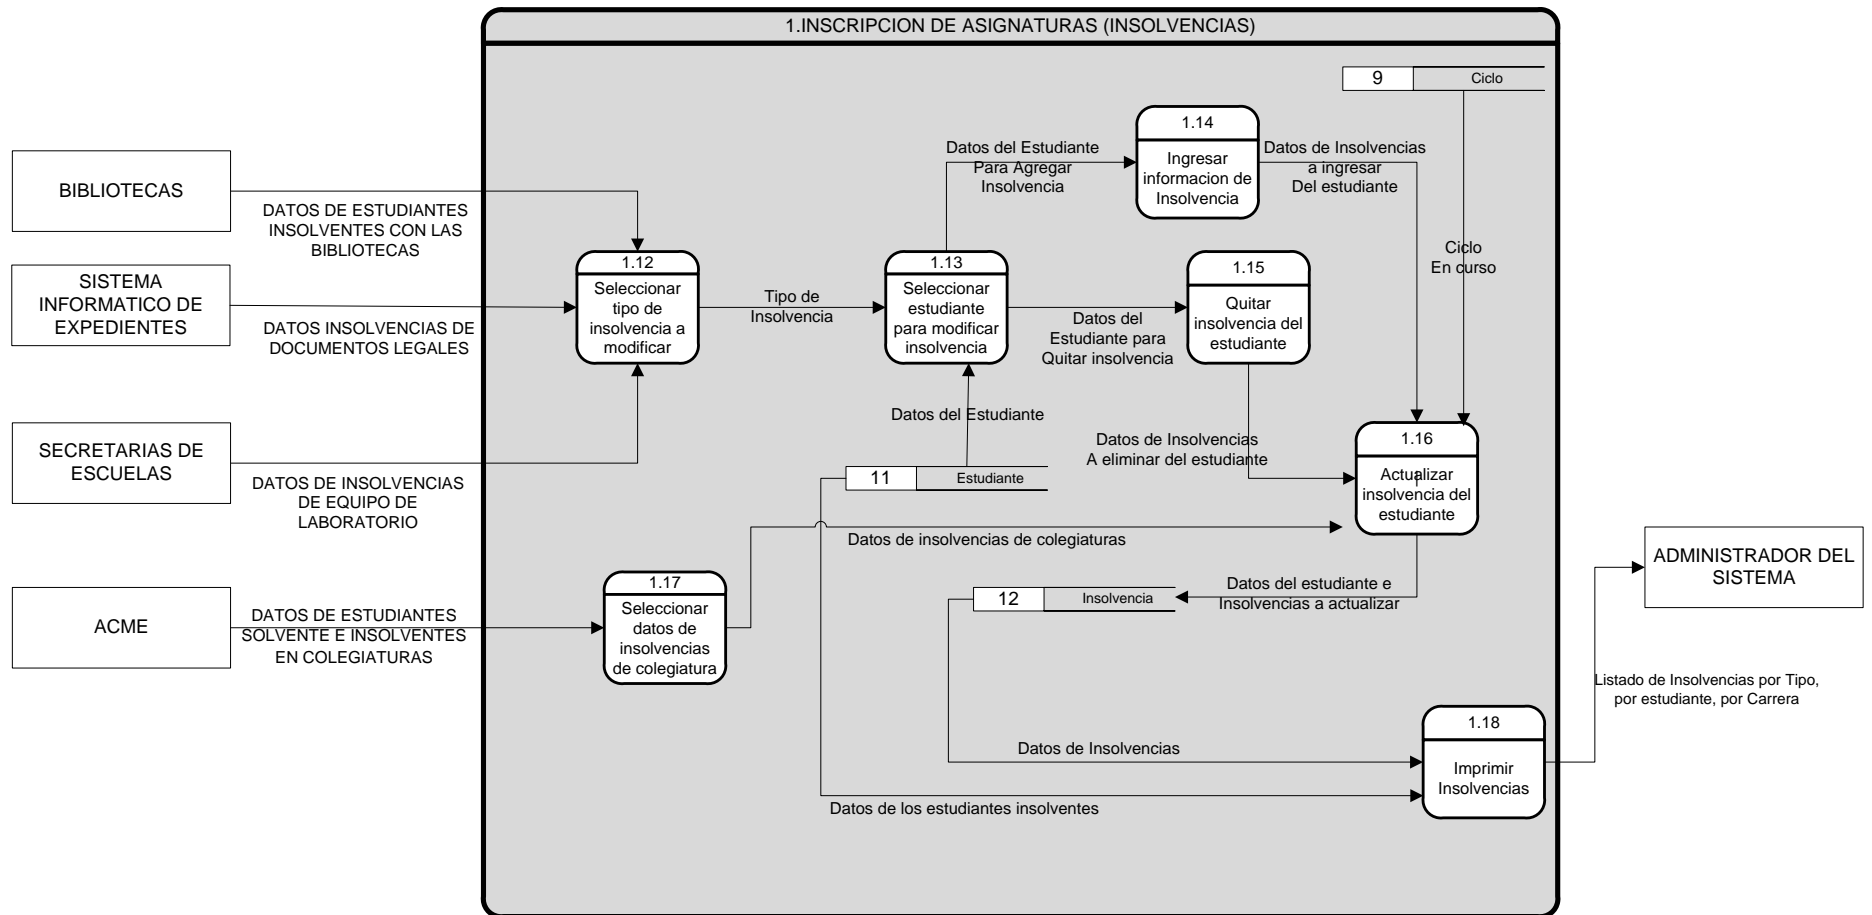 1.INSCRIPCION DE ASIGNATURAS (INSOLVENCIAS)
9
Ciclo
1.14
Ingresar
informacion de
Insolvencia
Datos del Estudiante
Para Agregar
Insolvencia
Datos de Insolvencias
a ingresar
Del estudiante
BIBLIOTECAS
DATOS DE ESTUDIANTES
INSOLVENTES CON LAS
BIBLIOTECAS
Ciclo
En curso
SISTEMA
INFORMATICO DE
EXPEDIENTES
DATOS INSOLVENCIAS DE
DOCUMENTOS LEGALES
1.12
Seleccionar
tipo de
insolvencia a
modificar
Tipo de
Insolvencia
1.13
Seleccionar
estudiante
para modificar
insolvencia
Datos del
Estudiante para
Quitar insolvencia
1.15
Quitar
insolvencia del
estudiante
Datos del Estudiante
SECRETARIAS DE
ESCUELAS
DATOS DE INSOLVENCIAS
DE EQUIPO DE
LABORATORIO
11
Estudiante
Datos de Insolvencias
A eliminar del estudiante
1.16
Actualizar
insolvencia del
estudiante
Datos de insolvencias de colegiaturas
ADMINISTRADOR DEL
SISTEMA
ACME
DATOS DE ESTUDIANTES
SOLVENTE E INSOLVENTES
EN COLEGIATURAS
1.17
Seleccionar
datos de
insolvencias
de colegiatura
12
Insolvencia
Datos del estudiante e
Insolvencias a actualizar
Listado de Insolvencias por Tipo,
por estudiante, por Carrera
Datos de Insolvencias
1.18
Imprimir
Insolvencias
Datos de los estudiantes insolventes